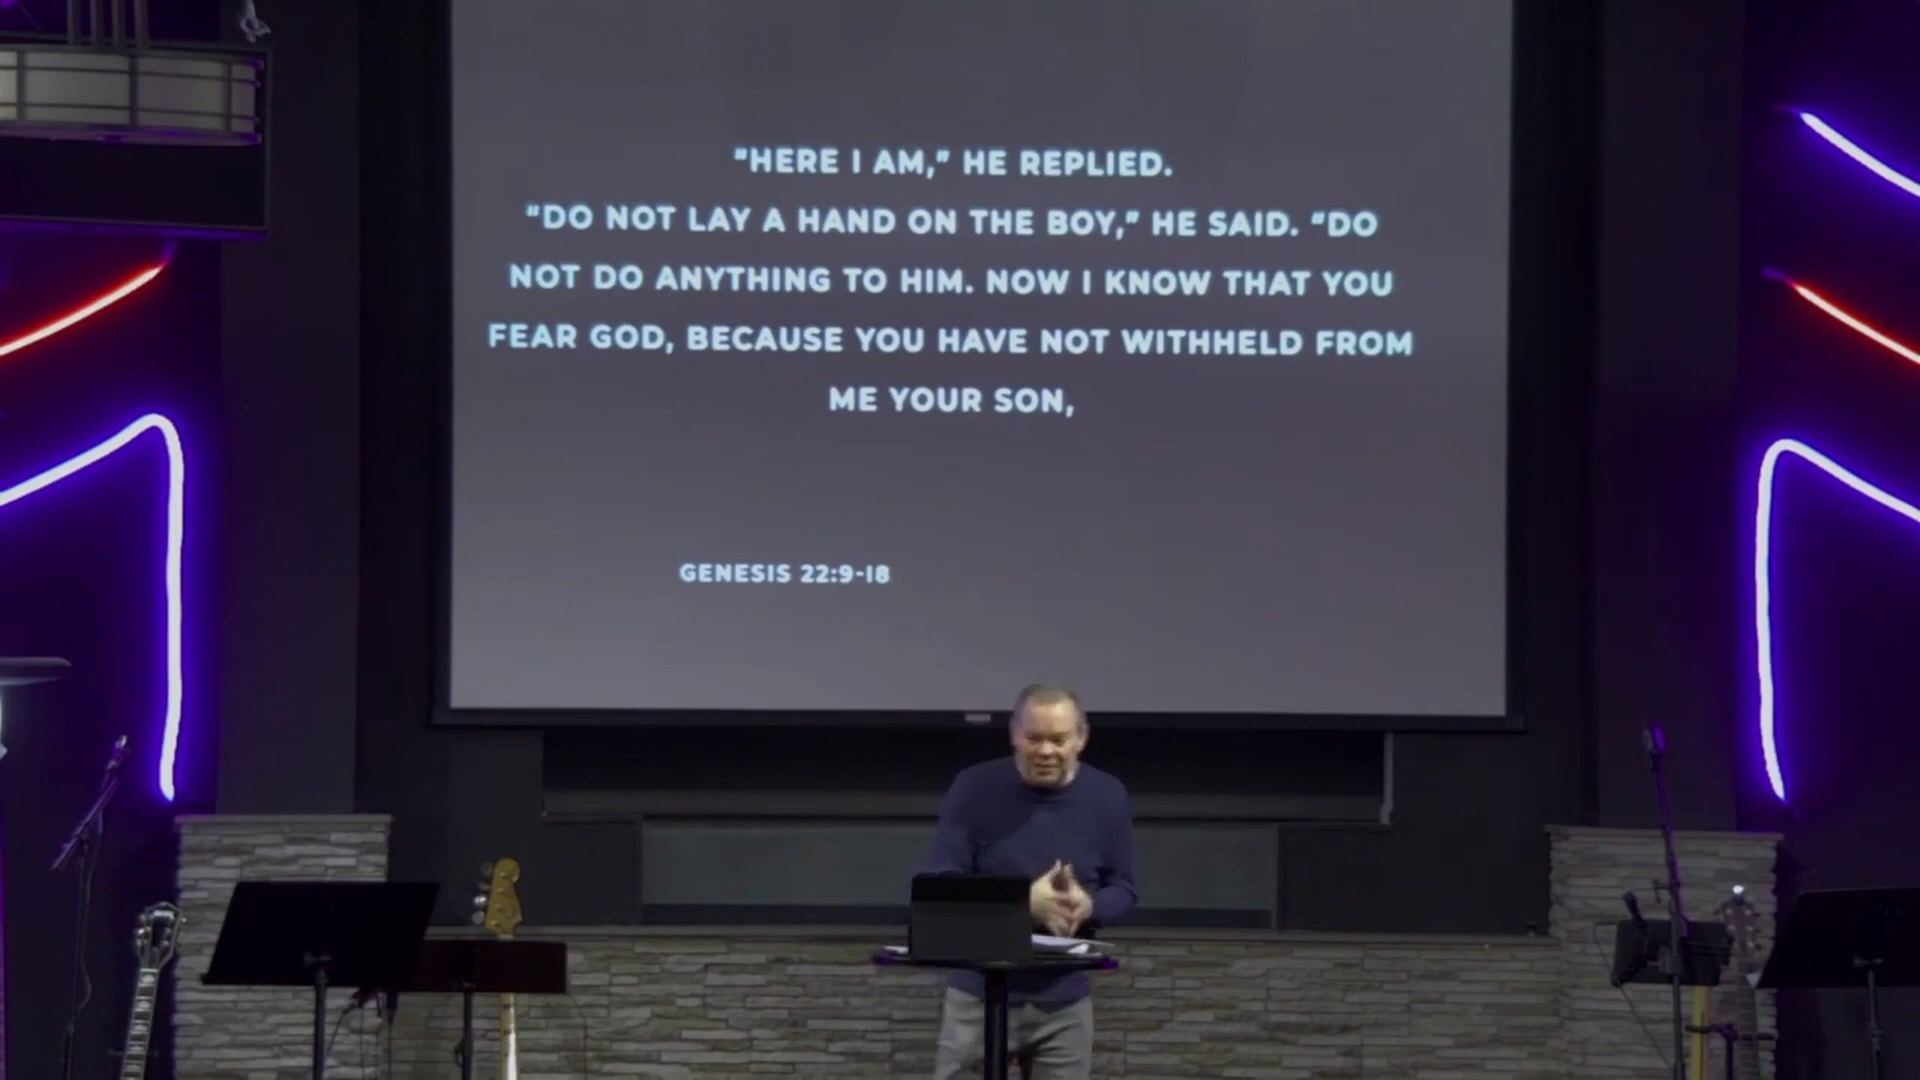 "HERE I AM," HE REPLIED.
"DO NOT LAY A HAND ON THE BOY," HE SAID. "DO
NOT DO ANYTHING TO HIM. NOW I KNOW THAT YOU
FEAR GOD, BECAUSE YOU HAVE NOT WITHHELD FROM
ME YOUR SON,
GENESIS 22:9-18